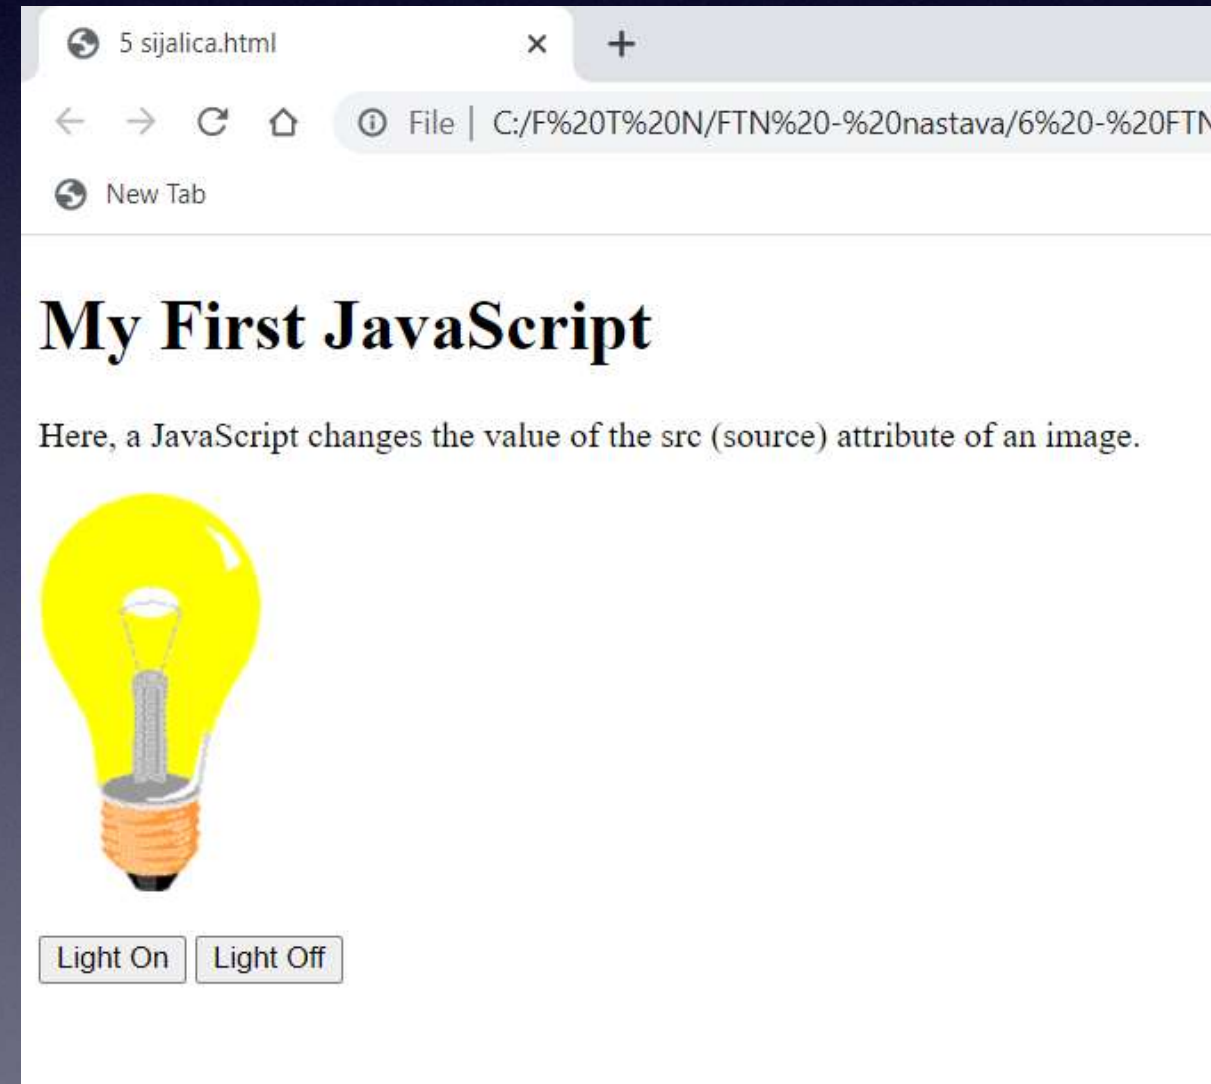 5 sijalica.html
File | C:/F%20T%20N/FTN%20-%20nastava/6%20-%20FTN
New Tab
My First JavaScript
Here, a JavaScript changes the value of the src (source) attribute of an image.
Light On Light Off